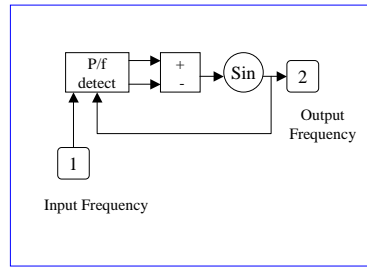 P/f
detect
+
-
Sin
2
Output
Frequency
1
Input Frequency